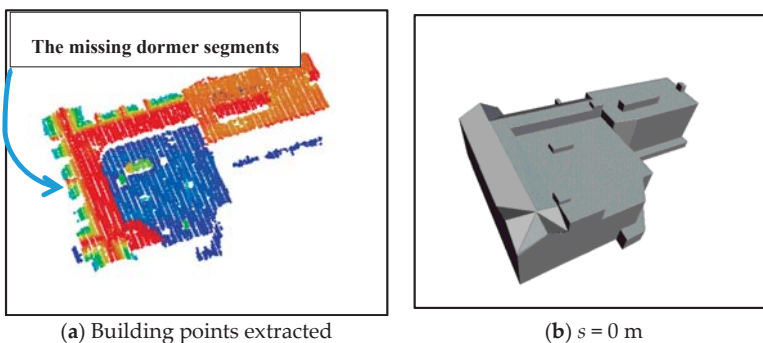 The missing dormer segments
(a) Building points extracted
(b) s = 0 m